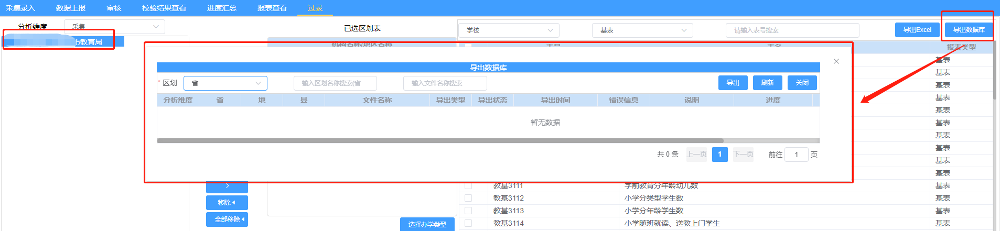 采集录入 数据上报 审核 校验结果查看 进度汇总 报表查看 过录
分析维度 采集 已选区划表 学校 基表 请输入表号搜索 导出Excel 导出数据库
市教育局
机构名称/地区名称 表号 表名 报表类型
导出数据库
* 区划 省 输入区划名称搜索(省 输入文件名称搜索 导出 刷新 关闭
分析维度 省 地 县 文件名称 导出类型 导出状态 导出时间 错误信息 说明 进度
暂无数据
共 0 条 上一页 1 下一页 前往 1 页
基表
基表
基表
基表
基表
基表
基表
基表
基表
基表
教基3111 学前教育分年龄幼儿数 基表
移除 教基3112 小学分类型学生数 基表
全部移除 教基3113 小学分年龄学生数 基表
选择办学类型 教基3114 小学随班就读、送教上门学生 基表